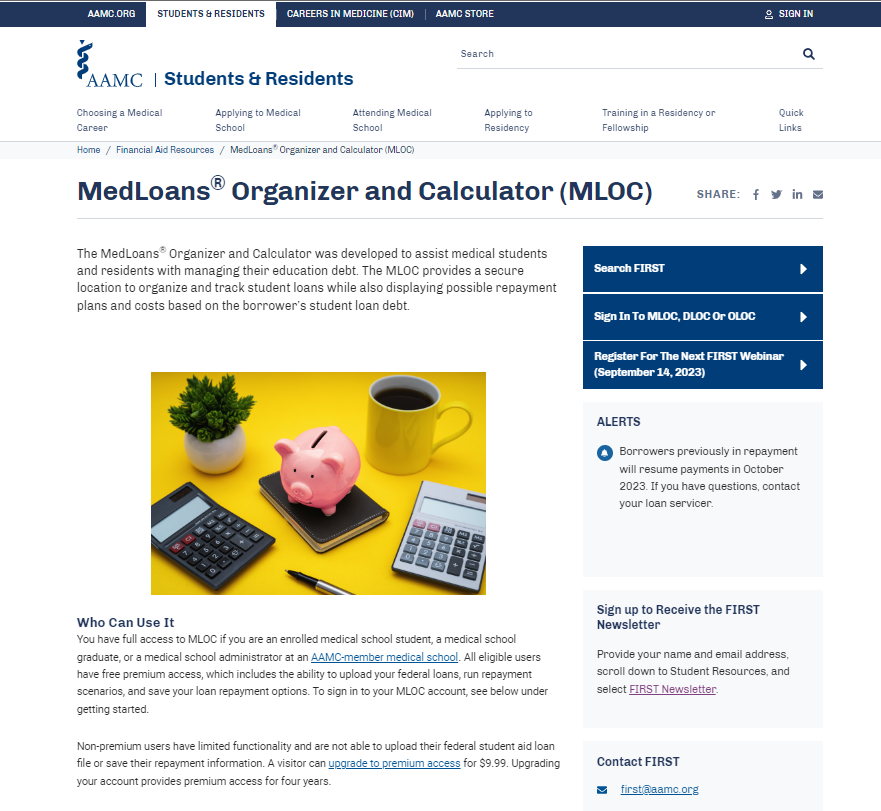 AAMC.ORG STUDENTS & RESIDENTS CAREERS IN MEDICINE (CIM) AAMC STORE SIGN IN
AAMC | Students & Residents
Search
Choosing a Medical Career
Applying to Medical School
Attending Medical School
Applying to Residency
Training in a Residency or Fellowship
Quick Links
Home / Financial Aid Resources / MedLoans® Organizer and Calculator (MLOC)
MedLoans® Organizer and Calculator (MLOC)
SHARE:
The MedLoans® Organizer and Calculator was developed to assist medical students
and residents with managing their education debt. The MLOC provides a secure
location to organize and track student loans while also displaying possible repayment
plans and costs based on the borrower's student loan debt.
Who Can Use It
You have full access to MLOC if you are an enrolled medical school student, a medical school
graduate, or a medical school administrator at an AAMC-member medical school. All eligible users
have free premium access, which includes the ability to upload your federal loans, run repayment
scenarios, and save your loan repayment options. To sign in to your MLOC account, see below under
getting started.
Non-premium users have limited functionality and are not able to upload their federal student aid loan
file or save their repayment information. A visitor can upgrade to premium access for $9.99. Upgrading
your account provides premium access for four years.
Search FIRST
Sign In To MLOC, DLOC Or OLOC
Register For The Next FIRST Webinar
(September 14, 2023)
ALERTS
Borrowers previously in repayment
will resume payments in October
2023. If you have questions, contact
your loan servicer.
Sign up to Receive the FIRST
Newsletter
Provide your name and email address,
scroll down to Student Resources, and
select FIRST Newsletter.
Contact FIRST
first@aamc.org